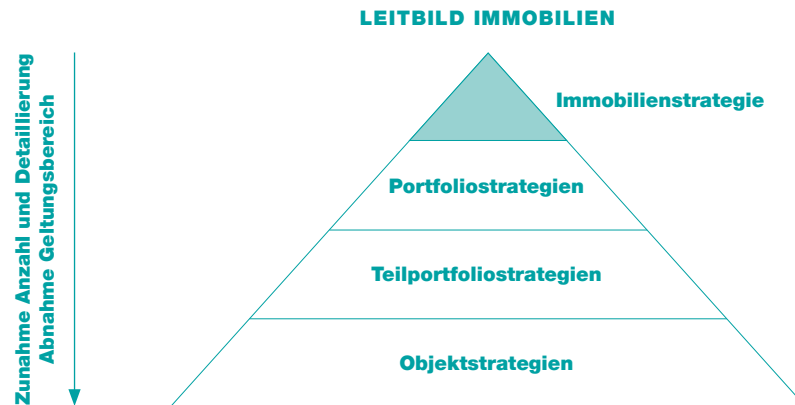 LEITBILD IMMOBILIEN
Zunahme Anzahl und Detaillierung
Abnahme Geltungsbereich
Immobilienstrategie
Portfoliostrategien
Teilportfoliostrategien
Objektstrategien